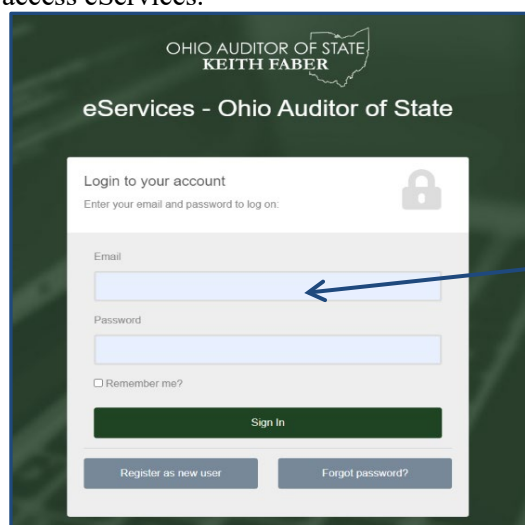 access eServices.
OHIO AUDITOR OF STATE
KEITH FABER
eServices - Ohio Auditor of State
Login to your account
Enter your email and password to log on:
Email
Password
Remember me?
Sign In
Register as new user
Forgot password?